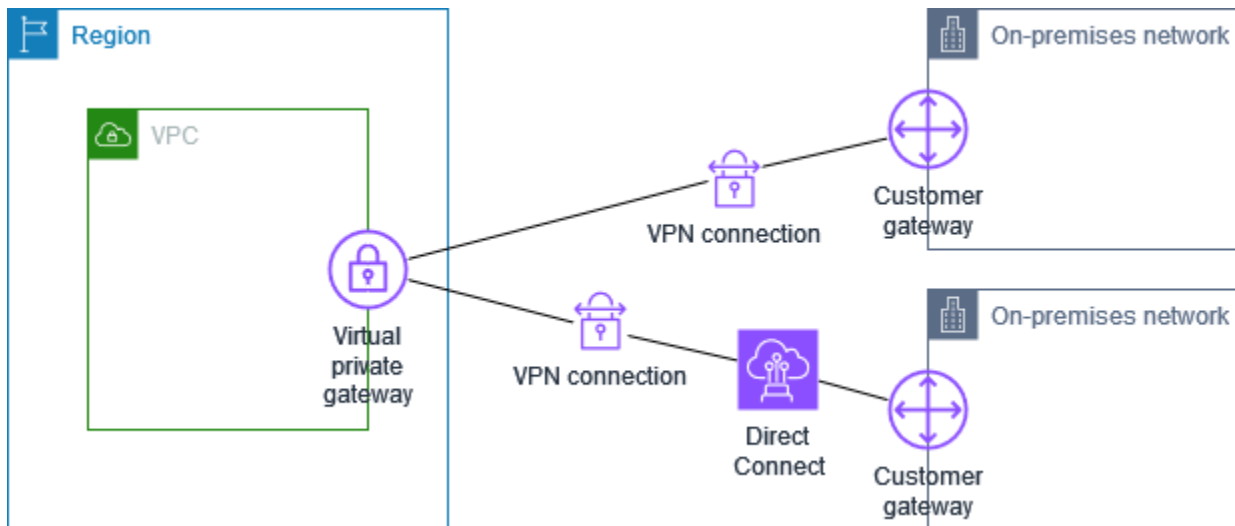 Region
On-premises network
VPC
Customer
gateway
VPN connection
Virtual
private
gateway
On-premises network
VPN connection
Direct
Connect
Customer
gateway